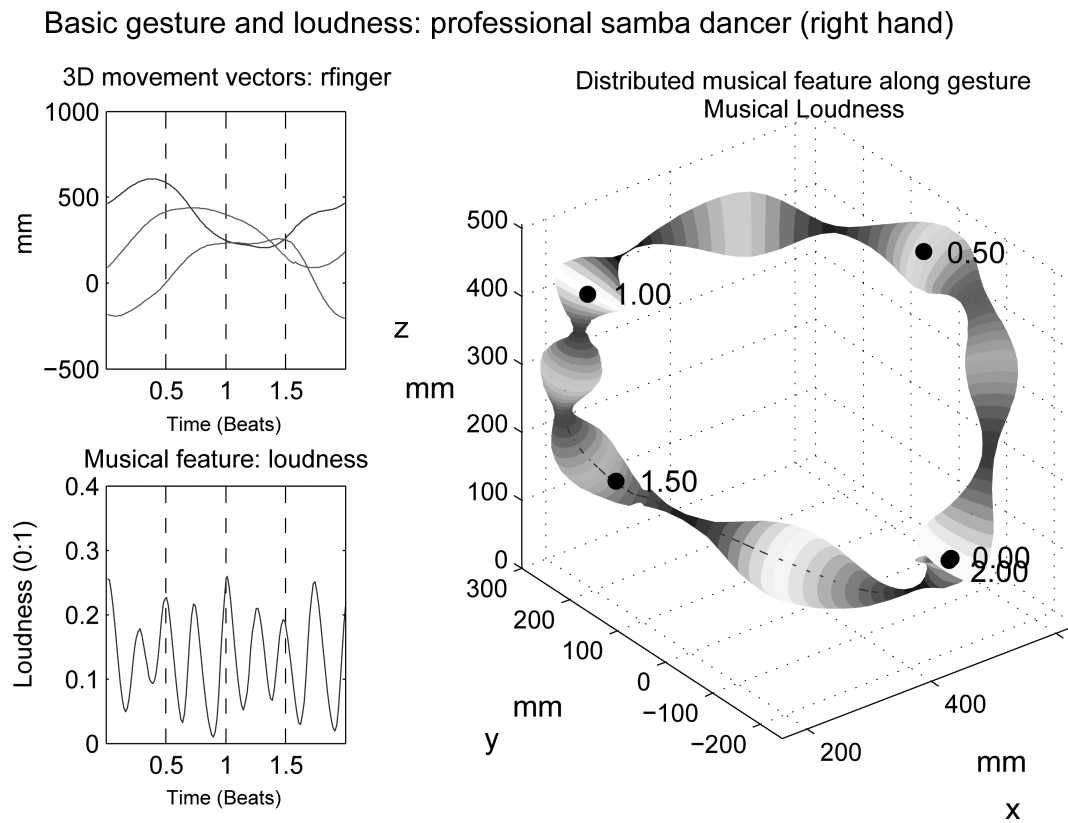 Basic gesture and loudness: professional samba dancer (right hand)
3D movement vectors: rfinger
1000
500
0
−500
mm
0.5
1
1.5
Time (Beats)
Musical feature: loudness
0.4
0.3
0.2
0.1
0
Loudness (0:1)
0.5
1
1.5
Time (Beats)
Distributed musical feature along gesture
Musical Loudness
500
400
300
200
100
0
z
mm
300
200
100
0
−100
−200
mm
y
200
400
mm
x
0.50
1.00
1.50
0.00
2.00